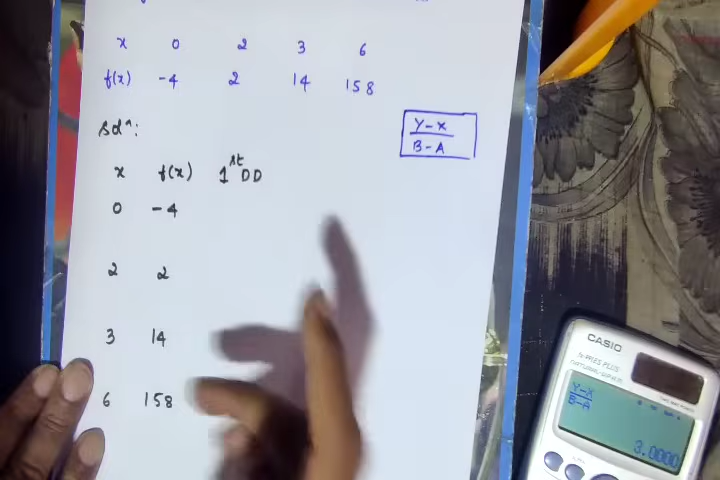 x 0 2 3 6
f(x) -4 2 14 158
Y-X
B-A
Soln:
x f(x) 1st DD
0 -4
2 2
3 14
6 158
CASIO
Y-X
B-A
3.0000